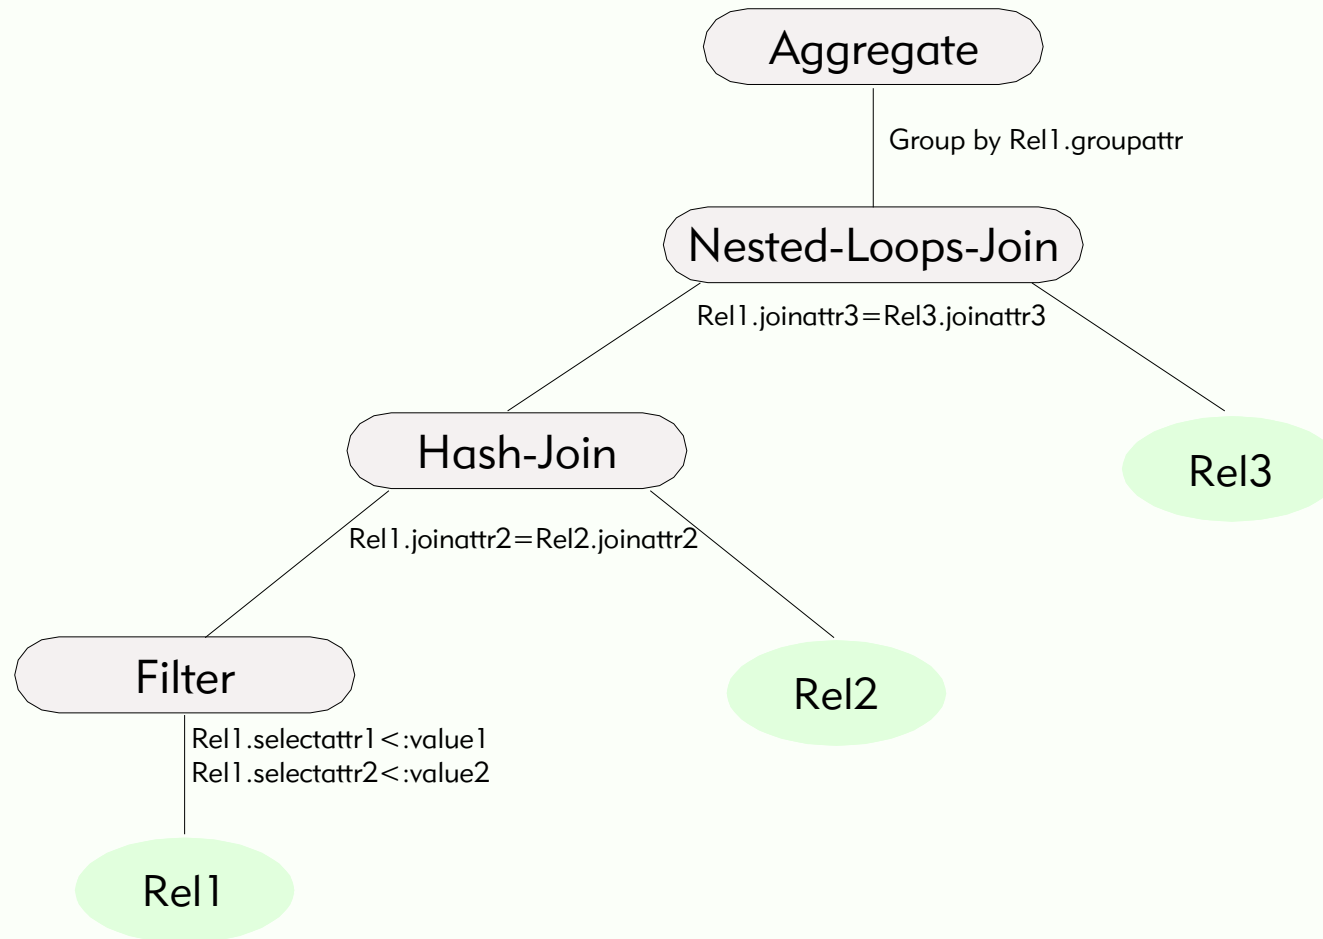 Aggregate
Group by Rel1.groupattr
Nested-Loops-Join
Rel1.joinattr3=Rel3.joinattr3
Hash-Join
Rel3
Rel1.joinattr2=Rel2.joinattr2
Filter
Rel2
Rel1.selectattr1<:value1
Rel1.selectattr2<:value2
Rel1